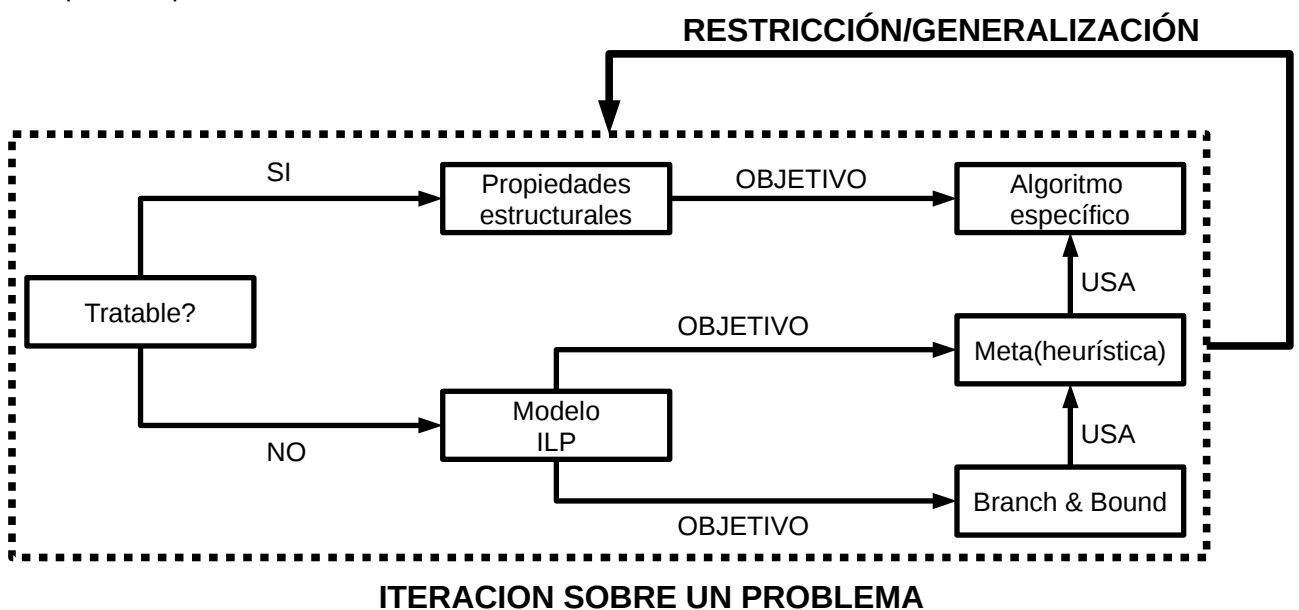 RESTRICCIÓN/GENERALIZACIÓN
SI
Propiedades
estructurales
OBJETIVO
Algoritmo
específico
USA
Tratable?
OBJETIVO
Meta(heurística)
Modelo
ILP
NO
USA
Branch & Bound
OBJETIVO
ITERACION SOBRE UN PROBLEMA